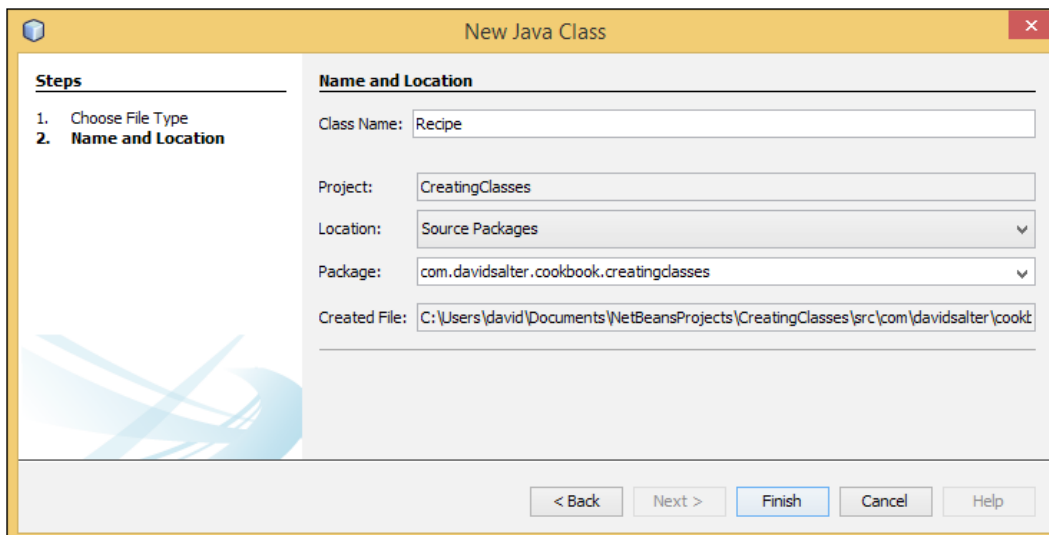 New Java Class
Steps
1. Choose File Type
2. Name and Location
Name and Location
Class Name: Recipe
Project: CreatingClasses
Location: Source Packages
Package: com.davidsalter.cookbook.creatingclasses
Created File: C:\Users\david\Documents\NetBeansProjects\CreatingClasses\src\com\davidsalter\cookb
< Back Next > Finish Cancel Help